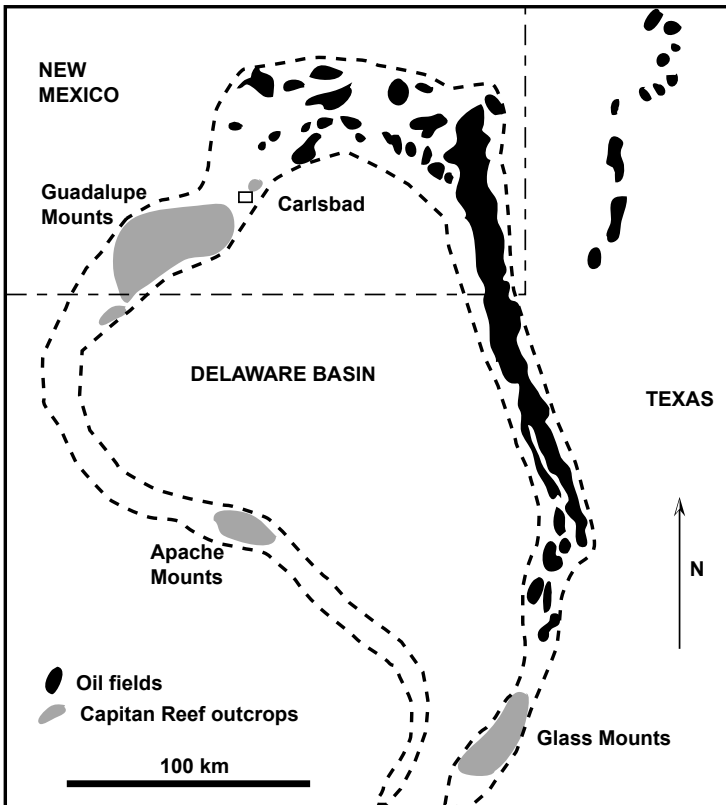 NEW
MEXICO
Guadalupe
Mounts
Carlsbad
DELAWARE BASIN
TEXAS
Apache
Mounts
N
Oil fields
Capitan Reef outcrops
Glass Mounts
100 km